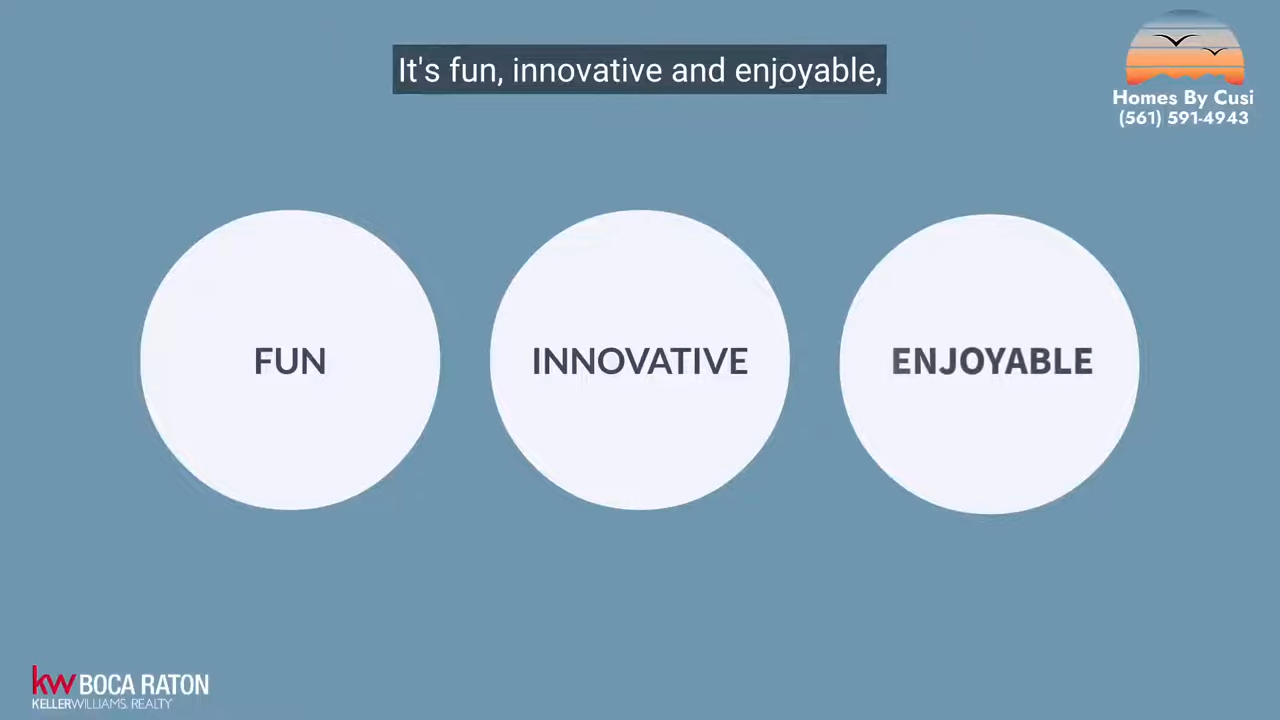 It's fun, innovative and enjoyable,
Homes By Cusi
(561) 591-4943
FUN
INNOVATIVE
ENJOYABLE
kw BOCA RATON
KELLERWILLIAMS. REALTY